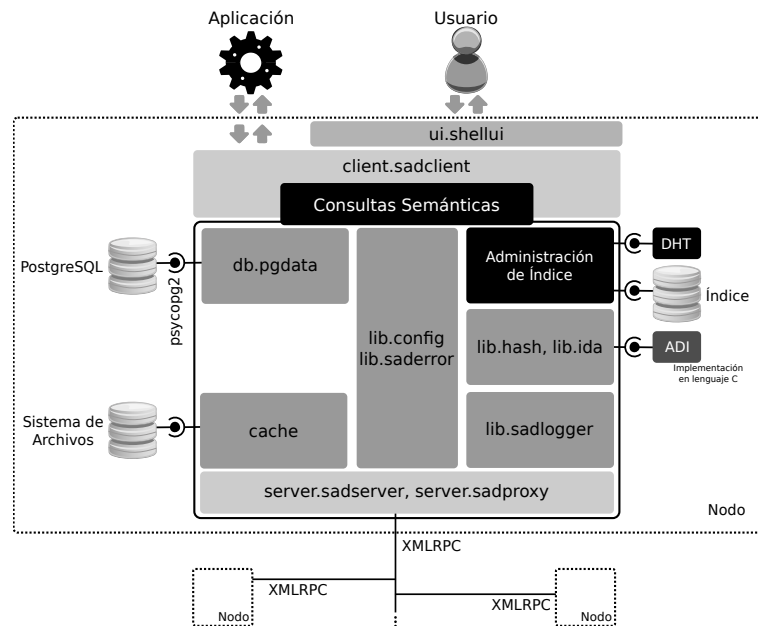 Aplicación
Usuario
ui.shellui
client.sadclient
Consultas Semánticas
PostgreSQL
psycopg2
db.pgdata
lib.config
lib.saderror
Administración
de Índice
DHT
Índice
lib.hash, lib.ida
ADI
Implementación
en lenguaje C
Sistema de
Archivos
cache
lib.sadlogger
server.sadserver, server.sadproxy
Nodo
XMLRPC
XMLRPC
XMLRPC
Nodo
Nodo